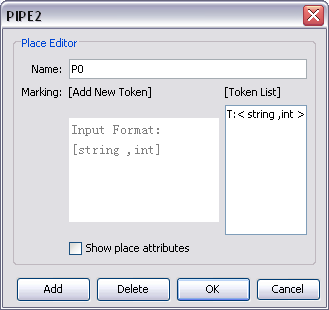 PIPE2
Place Editor
Name: P0
Marking: [Add New Token] [Token List]
Input Format:
[string ,int]
T:< string ,int >
Show place attributes
Add Delete OK Cancel